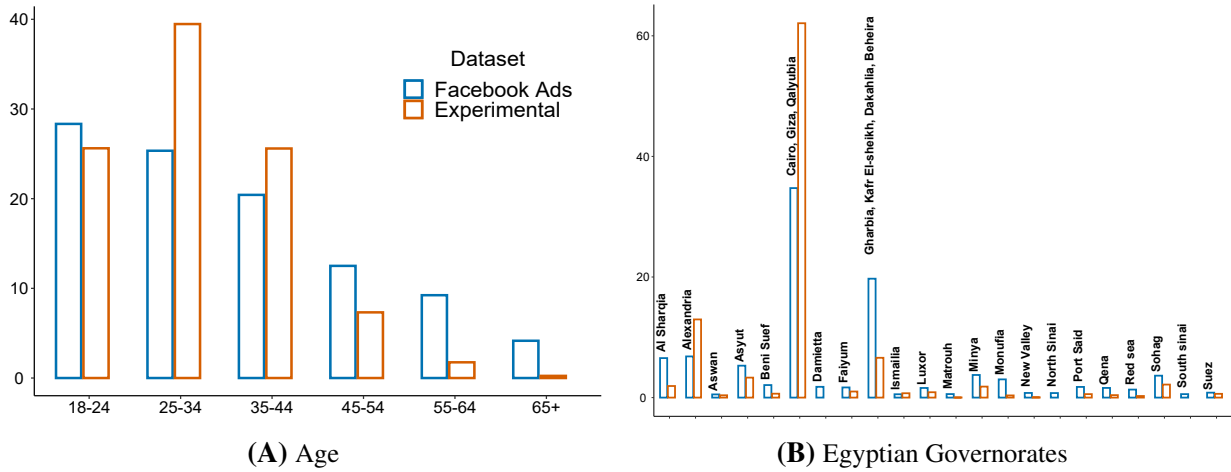 40
30
20
10
0
Dataset
Facebook Ads
Experimental
18-24
25-34
35-44
45-54
55-64
65+
(A) Age
60
40
20
0
Al Sharqia
Alexandria
Aswan
Asyut
Beni Suef
Cairo, Giza, Qalyubia
Damietta
Faiyum
Gharbia, Kafr El-sheikh, Dakahlia, Beheira
Ismailia
Luxor
Matrouh
Minya
Monufia
New Valley
North Sinai
Port Said
Qena
Red sea
Sohag
South sinai
Suez
(B) Egyptian Governorates